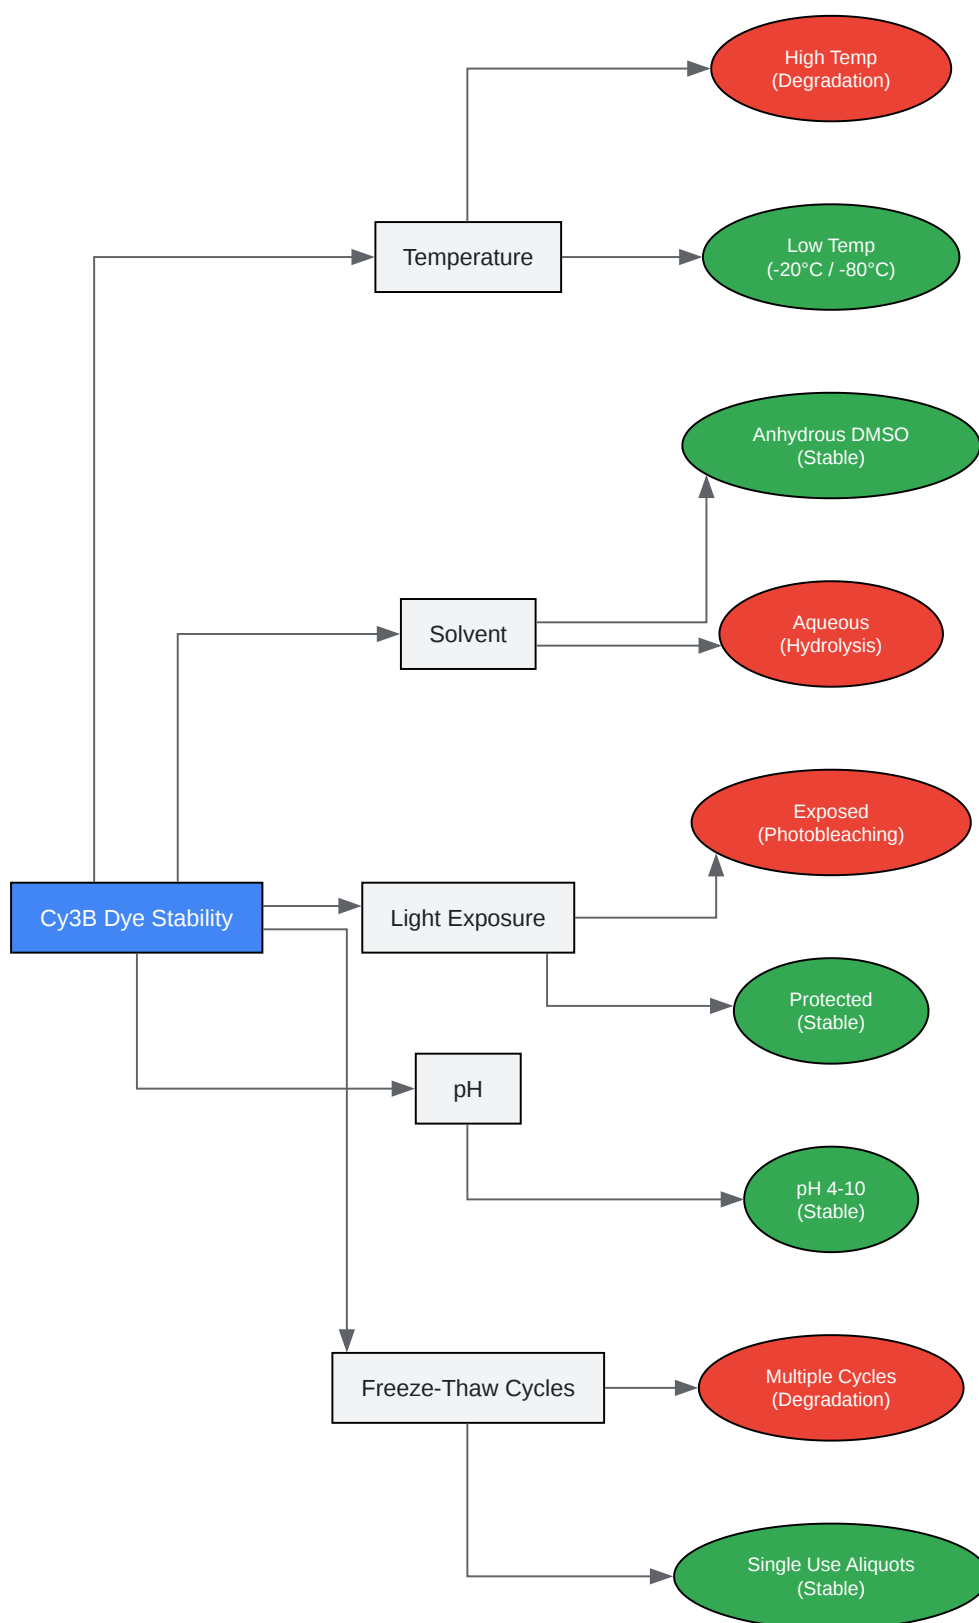 High Temp
(Degradation)
Temperature
Low Temp
(-20°C / -80°C)
Anhydrous DMSO
(Stable)
Solvent
Aqueous
(Hydrolysis)
Exposed
(Photobleaching)
Cy3B Dye Stability
Light Exposure
Protected
(Stable)
pH
pH 4-10
(Stable)
Freeze-Thaw Cycles
Multiple Cycles
(Degradation)
Single Use Aliquots
(Stable)